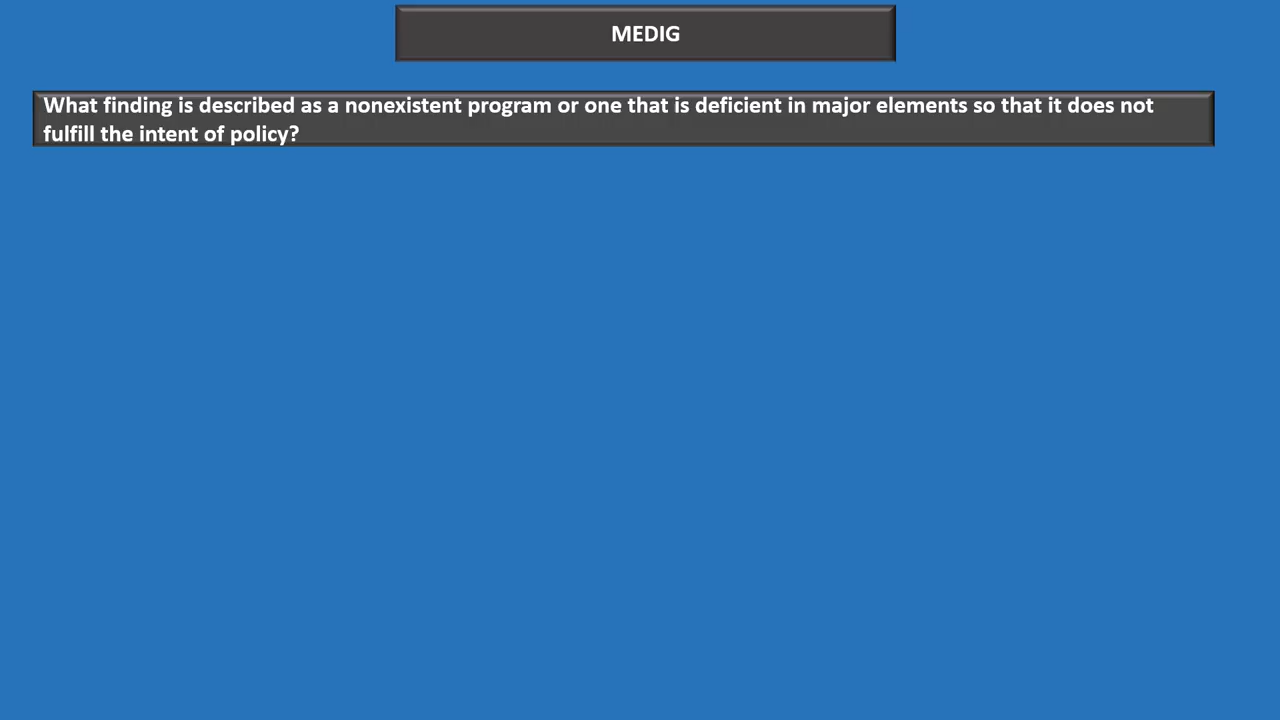 MEDIG
What finding is described as a nonexistent program or one that is deficient in major elements so that it does not
fulfill the intent of policy?